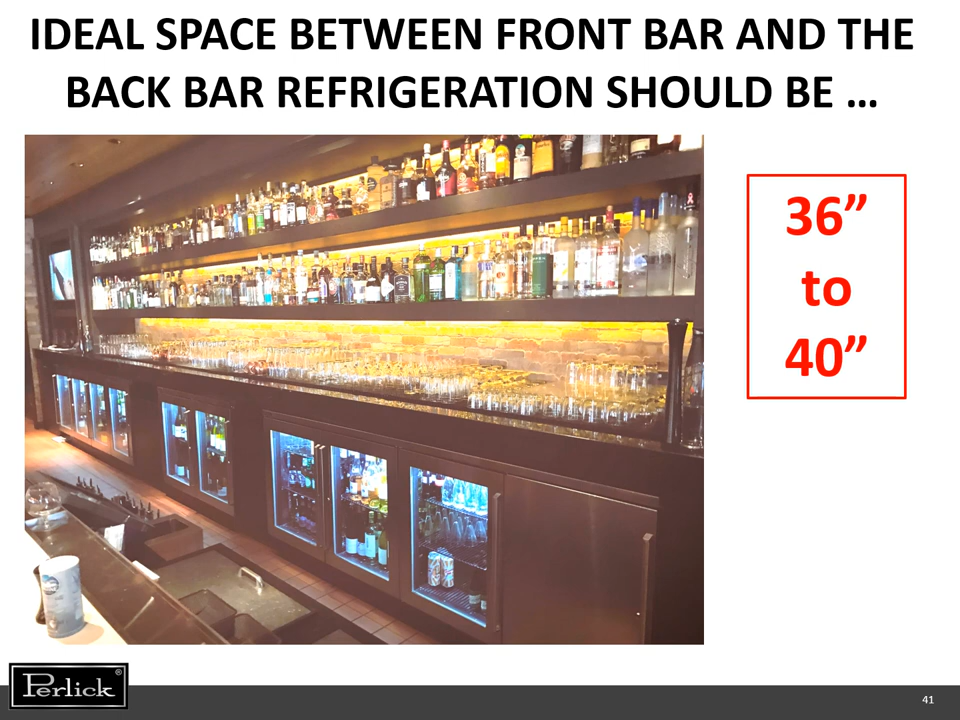 IDEAL SPACE BETWEEN FRONT BAR AND THE
BACK BAR REFRIGERATION SHOULD BE …
36”
to
40”
Perlick®
41